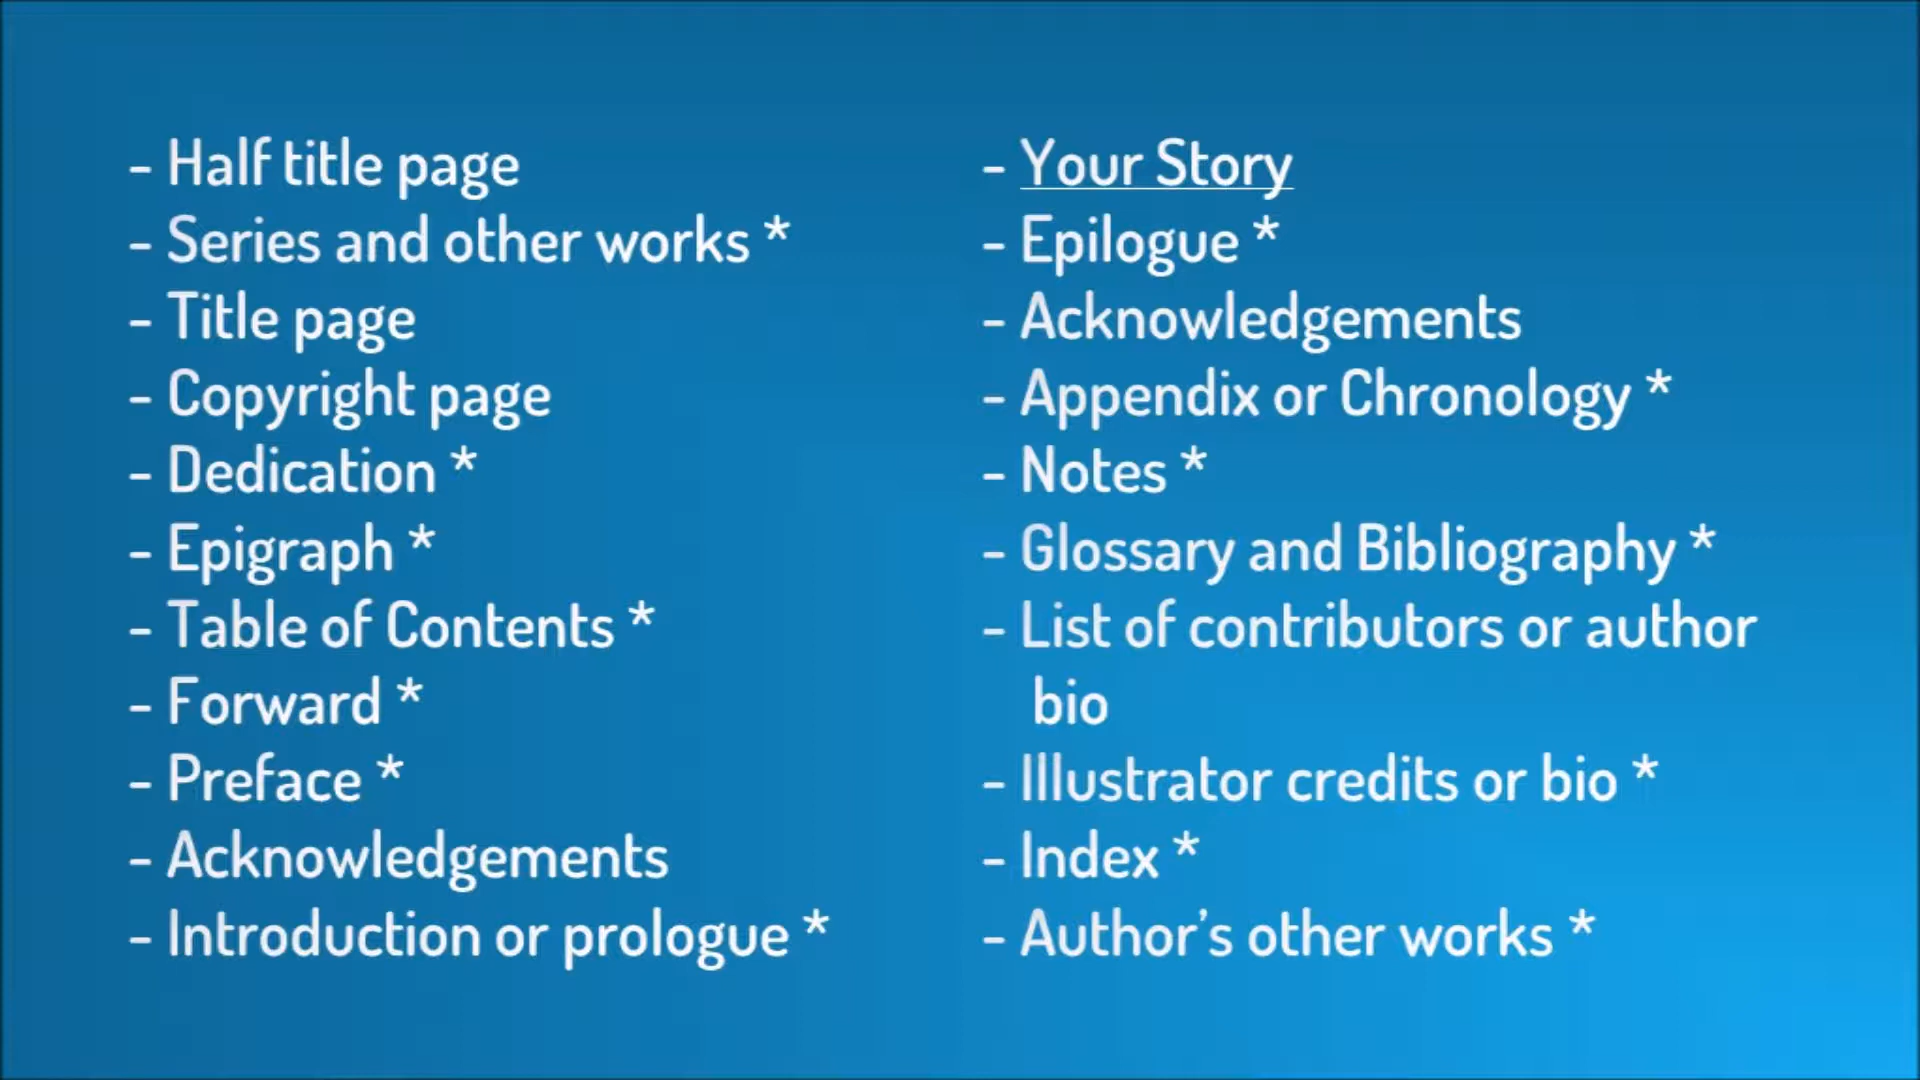 - Half title page
- Series and other works *
- Title page
- Copyright page
- Dedication *
- Epigraph *
- Table of Contents *
- Forward *
- Preface *
- Acknowledgements
- Introduction or prologue *
- Your Story
- Epilogue *
- Acknowledgements
- Appendix or Chronology *
- Notes *
- Glossary and Bibliography *
- List of contributors or author
bio
- Illustrator credits or bio *
- Index *
- Author's other works *